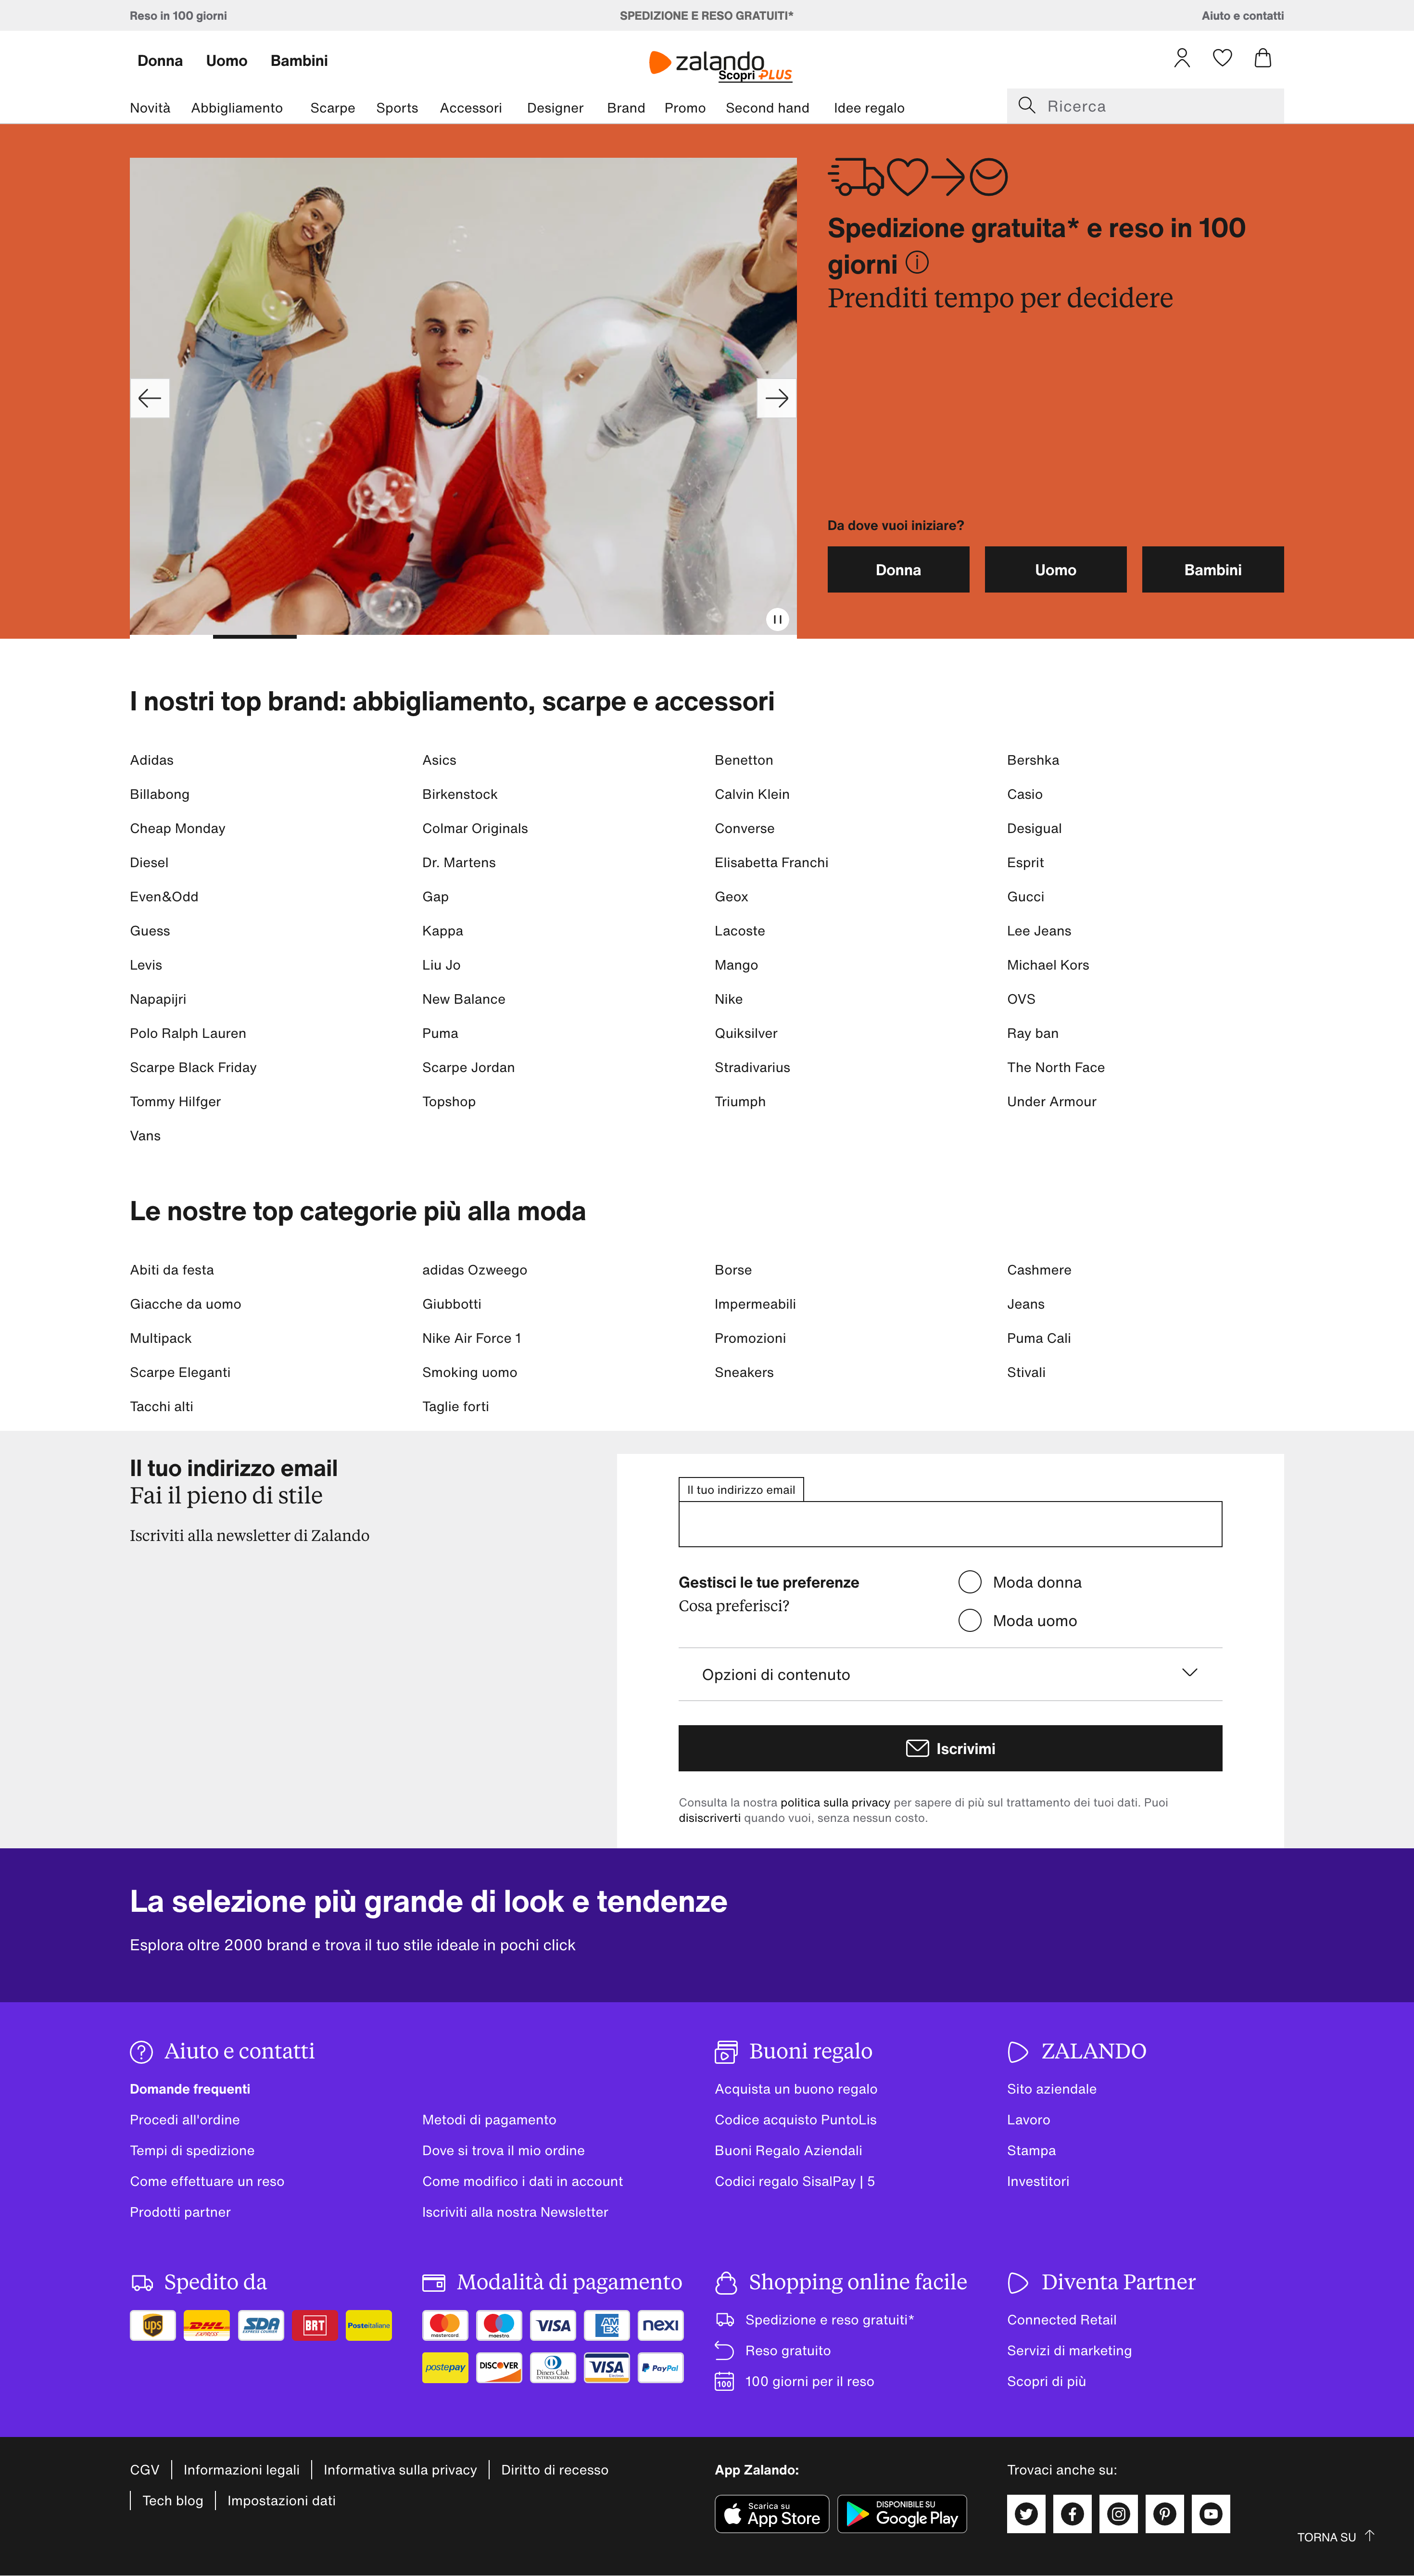 Reso in 100 giorni
SPEDIZIONE E RESO GRATUITI*
Aiuto e contatti
Donna Uomo Bambini
zalando
Scopri PLUS
Novità Abbigliamento Scarpe Sports Accessori Designer Brand Promo Second hand Idee regalo
Ricerca
Spedizione gratuita* e reso in 100
giorni
Prenditi tempo per decidere
Da dove vuoi iniziare?
Donna Uomo Bambini
I nostri top brand: abbigliamento, scarpe e accessori
Adidas Asics Benetton Bershka
Billabong Birkenstock Calvin Klein Casio
Cheap Monday Colmar Originals Converse Desigual
Diesel Dr. Martens Elisabetta Franchi Esprit
Even&Odd Gap Geox Gucci
Guess Kappa Lacoste Lee Jeans
Levis Liu Jo Mango Michael Kors
Napapijri New Balance Nike OVS
Polo Ralph Lauren Puma Quiksilver Ray ban
Scarpe Black Friday Scarpe Jordan Stradivarius The North Face
Tommy Hilfger Topshop Triumph Under Armour
Vans
Le nostre top categorie più alla moda
Abiti da festa adidas Ozweego Borse Cashmere
Giacche da uomo Giubbotti Impermeabili Jeans
Multipack Nike Air Force 1 Promozioni Puma Cali
Scarpe Eleganti Smoking uomo Sneakers Stivali
Tacchi alti Taglie forti
Il tuo indirizzo email
Fai il pieno di stile
Iscriviti alla newsletter di Zalando
Il tuo indirizzo email
Gestisci le tue preferenze
Cosa preferisci?
Moda donna
Moda uomo
Opzioni di contenuto
Iscrivimi
Consulta la nostra politica sulla privacy per sapere di più sul trattamento dei tuoi dati. Puoi
disiscriverti quando vuoi, senza nessun costo.
La selezione più grande di look e tendenze
Esplora oltre 2000 brand e trova il tuo stile ideale in pochi click
Aiuto e contatti
Domande frequenti
Procedi all'ordine Metodi di pagamento
Tempi di spedizione Dove si trova il mio ordine
Come effettuare un reso Come modifico i dati in account
Prodotti partner Iscriviti alla nostra Newsletter
Buoni regalo
Acquista un buono regalo
Codice acquisto PuntoLis
Buoni Regalo Aziendali
Codici regalo SisalPay | 5
ZALANDO
Sito aziendale
Lavoro
Stampa
Investitori
Spedito da
ups DHL EXPRESS SDA EXPRESS COURIER BRT Posteitaliane
Modalità di pagamento
mastercard maestro VISA AMEX nexi
postepay DISCOVER Diners Club INTERNATIONAL VISA Electron PayPal
Shopping online facile
Spedizione e reso gratuiti*
Reso gratuito
100 100 giorni per il reso
Diventa Partner
Connected Retail
Servizi di marketing
Scopri di più
CGV Informazioni legali Informativa sulla privacy Diritto di recesso
Tech blog Impostazioni dati
App Zalando:
Scarica su
App Store
DISPONIBILE SU
Google Play
Trovaci anche su:
TORNA SU